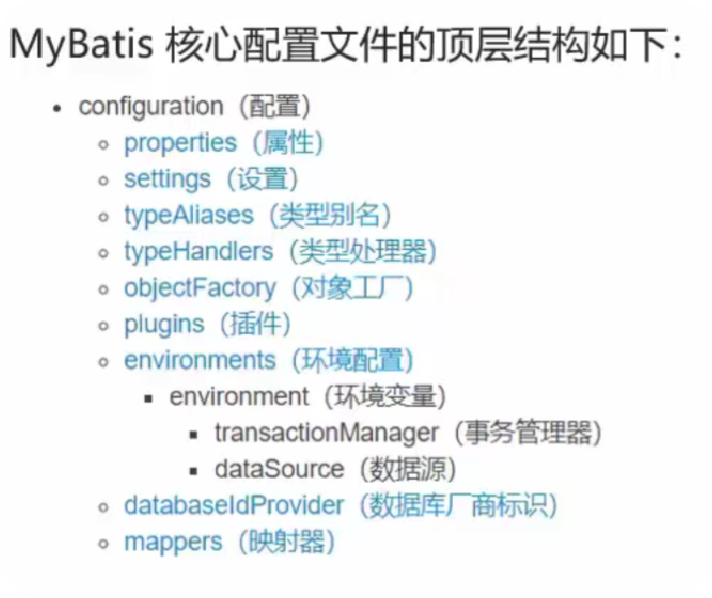 MyBatis 核心配置文件的顶层结构如下：
configuration（配置）
properties（属性）
settings（设置）
typeAliases（类型别名）
typeHandlers（类型处理器）
objectFactory（对象工厂）
plugins（插件）
environments（环境配置）
environment（环境变量）
transactionManager（事务管理器）
dataSource（数据源）
databaseIdProvider（数据库厂商标识）
mappers（映射器）